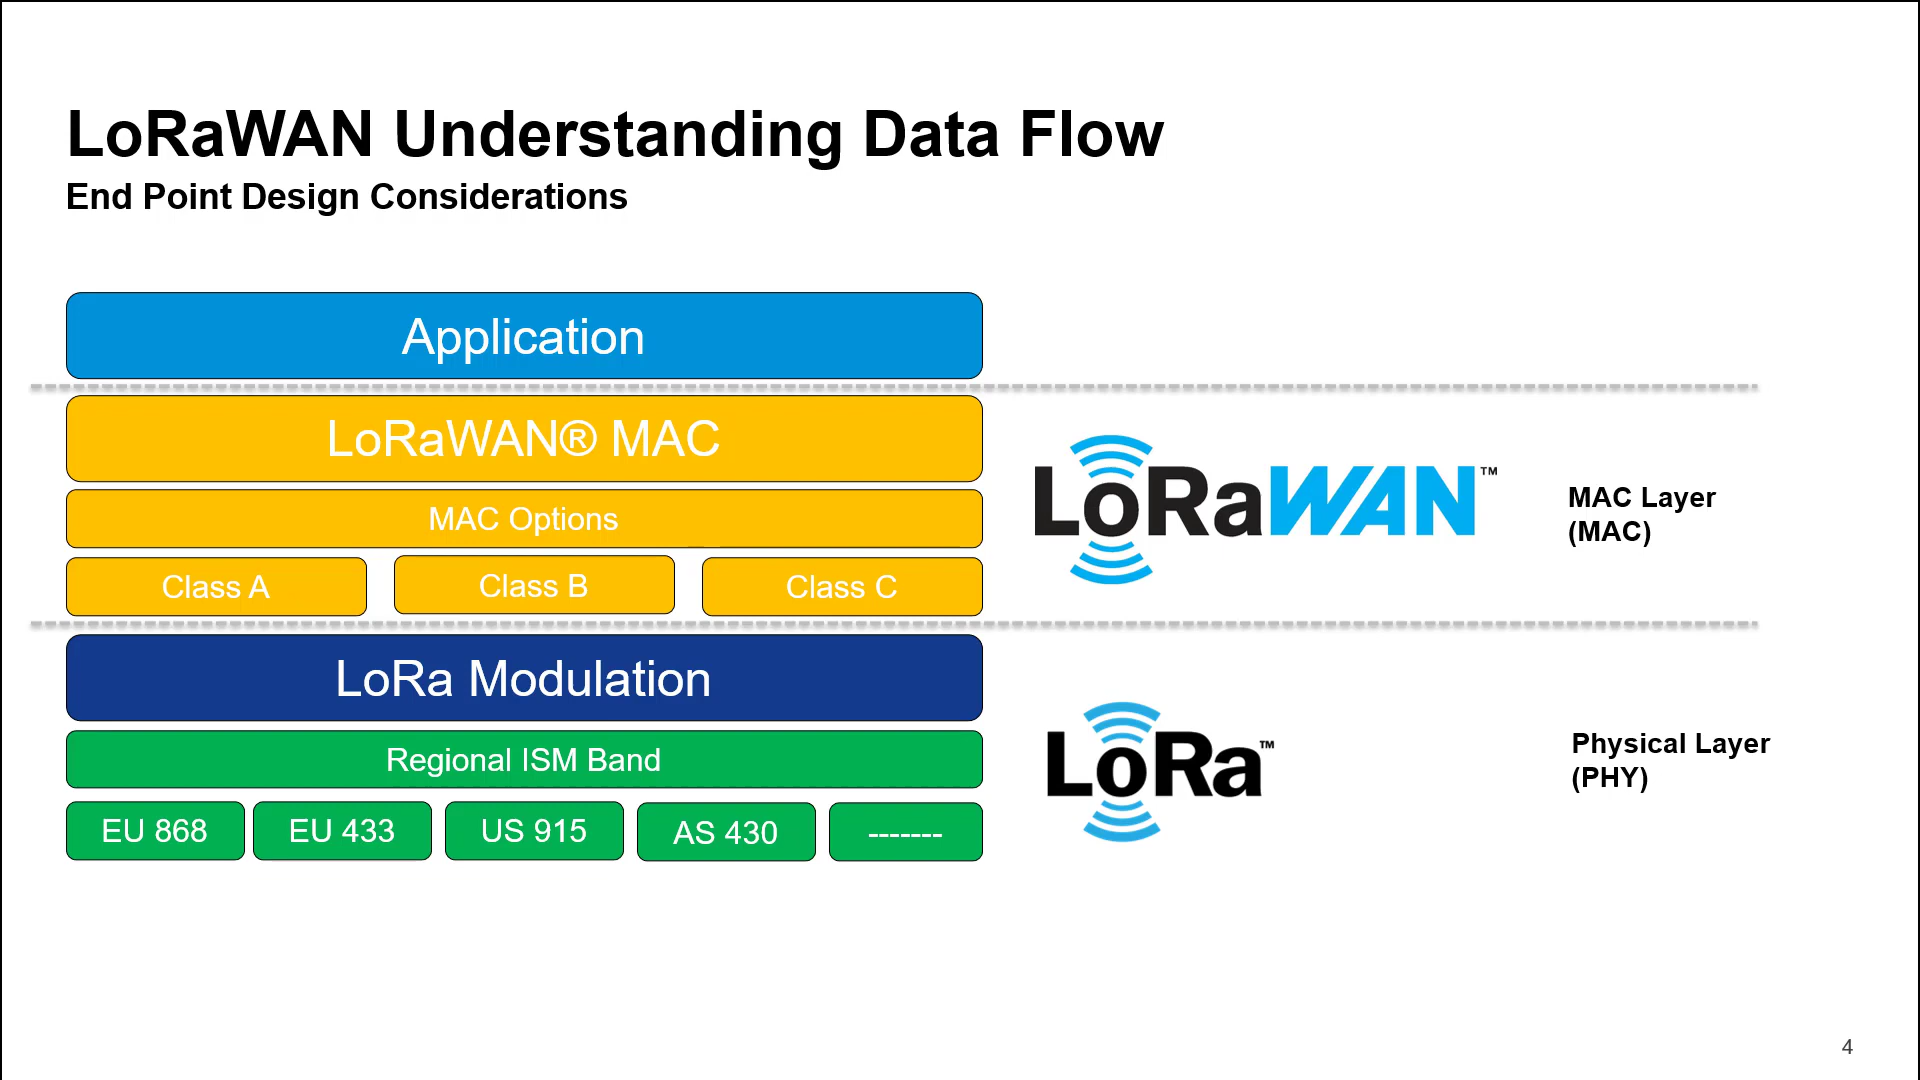 LoRaWAN Understanding Data Flow
End Point Design Considerations
Application
LoRaWAN® MAC
MAC Options
Class A
Class B
Class C
LoRaWAN™
MAC Layer
(MAC)
LoRa Modulation
Regional ISM Band
EU 868
EU 433
US 915
AS 430
-------
LoRa™
Physical Layer
(PHY)
4